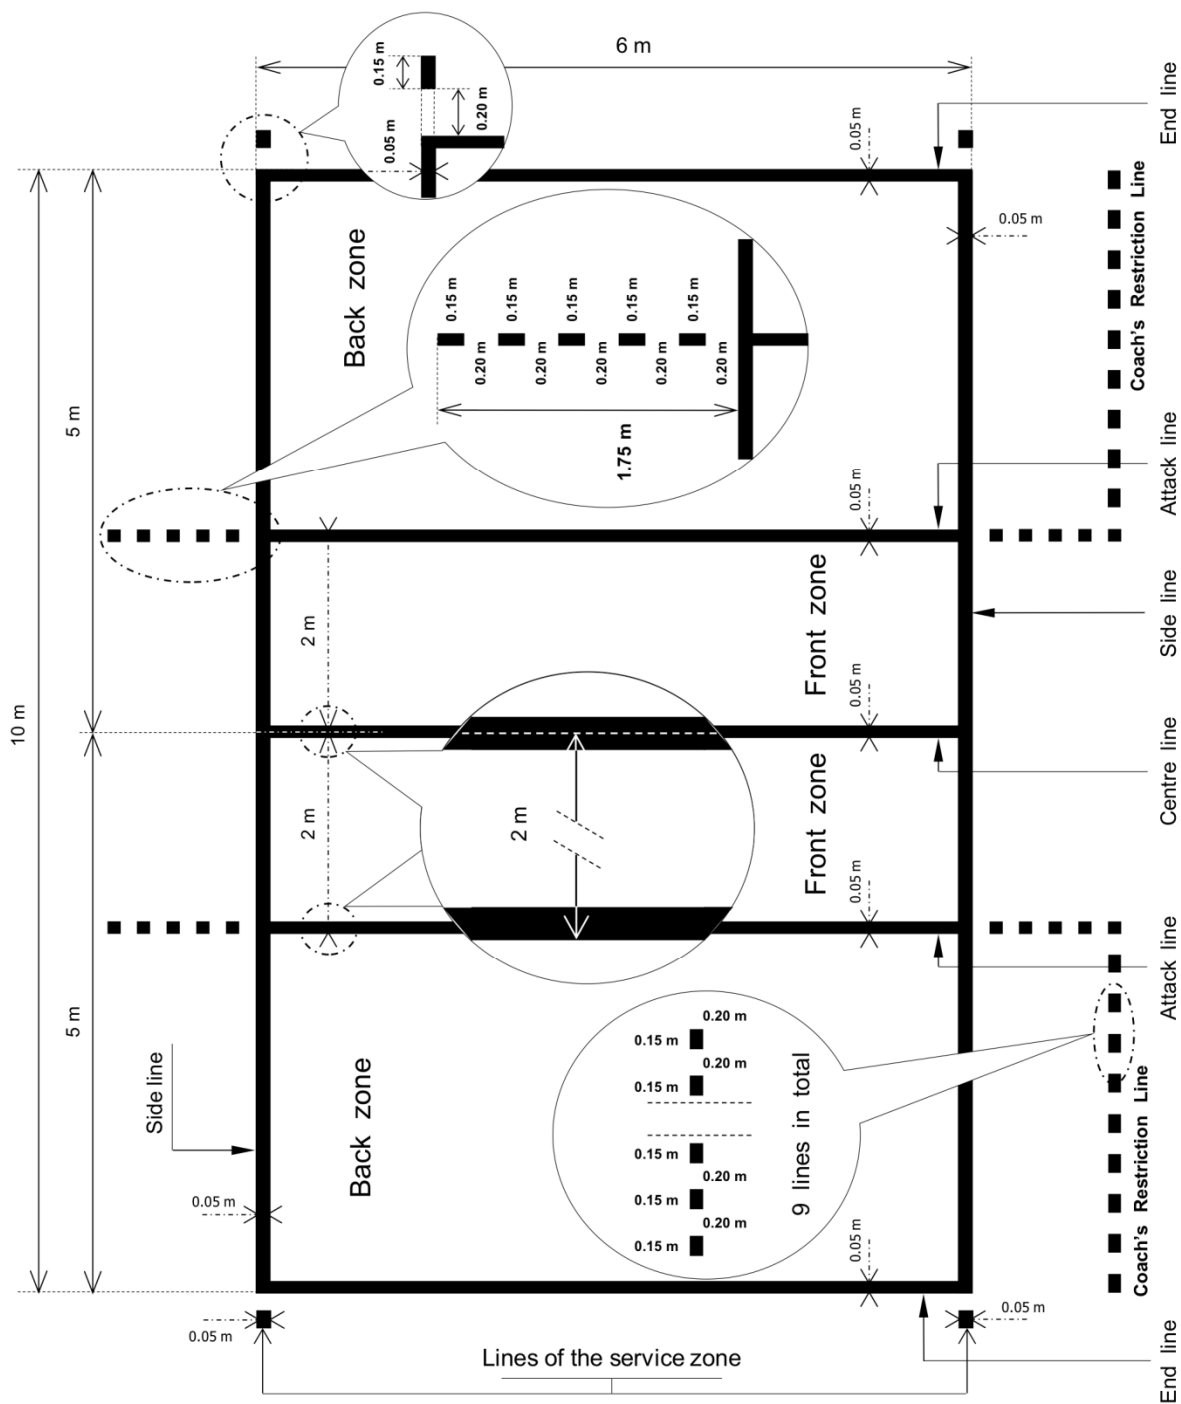 6 m
0.15 m
0.20 m
0.05 m
0.05 m
End line
0.05 m
Back zone
0.15 m
0.15 m
0.15 m
0.15 m
0.15 m
0.20 m
0.20 m
0.20 m
0.20 m
0.20 m
1.75 m
Coach's Restriction Line
5 m
0.05 m
Attack line
2 m
Front zone
Side line
10 m
0.05 m
2 m
2 m
Front zone
Centre line
0.05 m
Attack line
5 m
Side line
Back zone
0.20 m
0.15 m
0.20 m
0.15 m
0.15 m
0.20 m
0.15 m
0.20 m
0.15 m
9 lines in total
Coach's Restriction Line
0.05 m
0.05 m
0.05 m
0.05 m
Lines of the service zone
End line